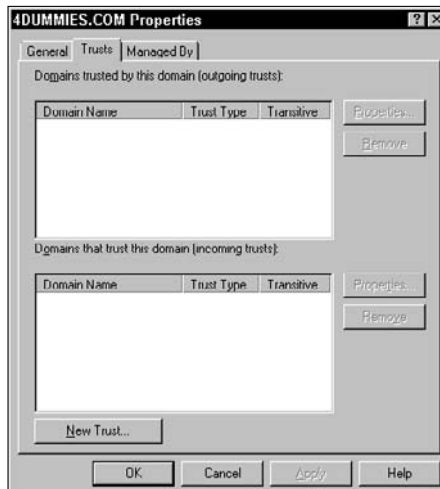 4DUMMIES.COM Properties
General Trusts Managed By
Domains trusted by this domain (outgoing trusts):
Domain Name Trust Type Transitive
Properties...
Remove
Domains that trust this domain (incoming trusts):
Domain Name Trust Type Transitive
Properties...
Remove
New Trust...
OK Cancel Apply Help